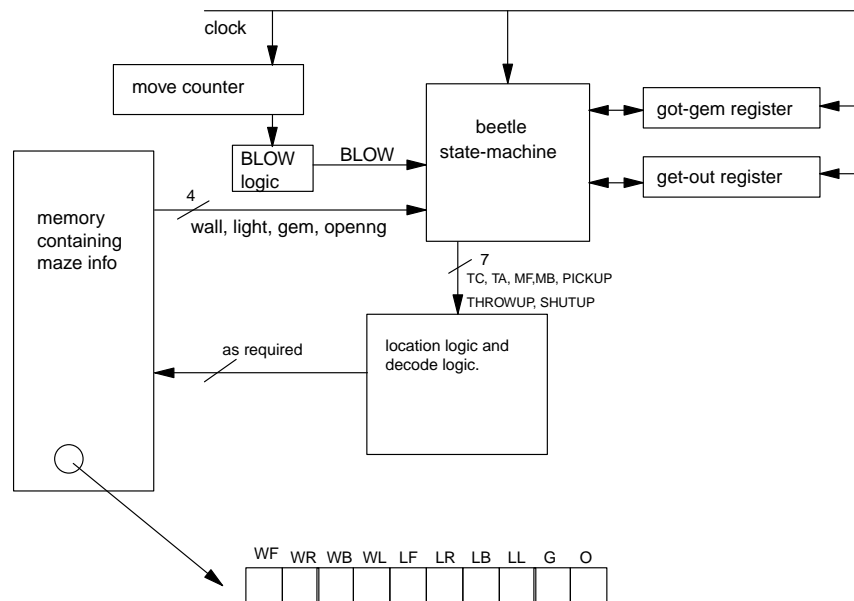 clock
move counter
BLOW
logic
BLOW
beetle
state-machine
got-gem register
get-out register
memory
containing
maze info
4
wall, light, gem, openng
7
TC, TA, MF,MB, PICKUP
THROWUP, SHUTUP
location logic and
decode logic.
as required
WF WR WB WL LF LR LB LL G O